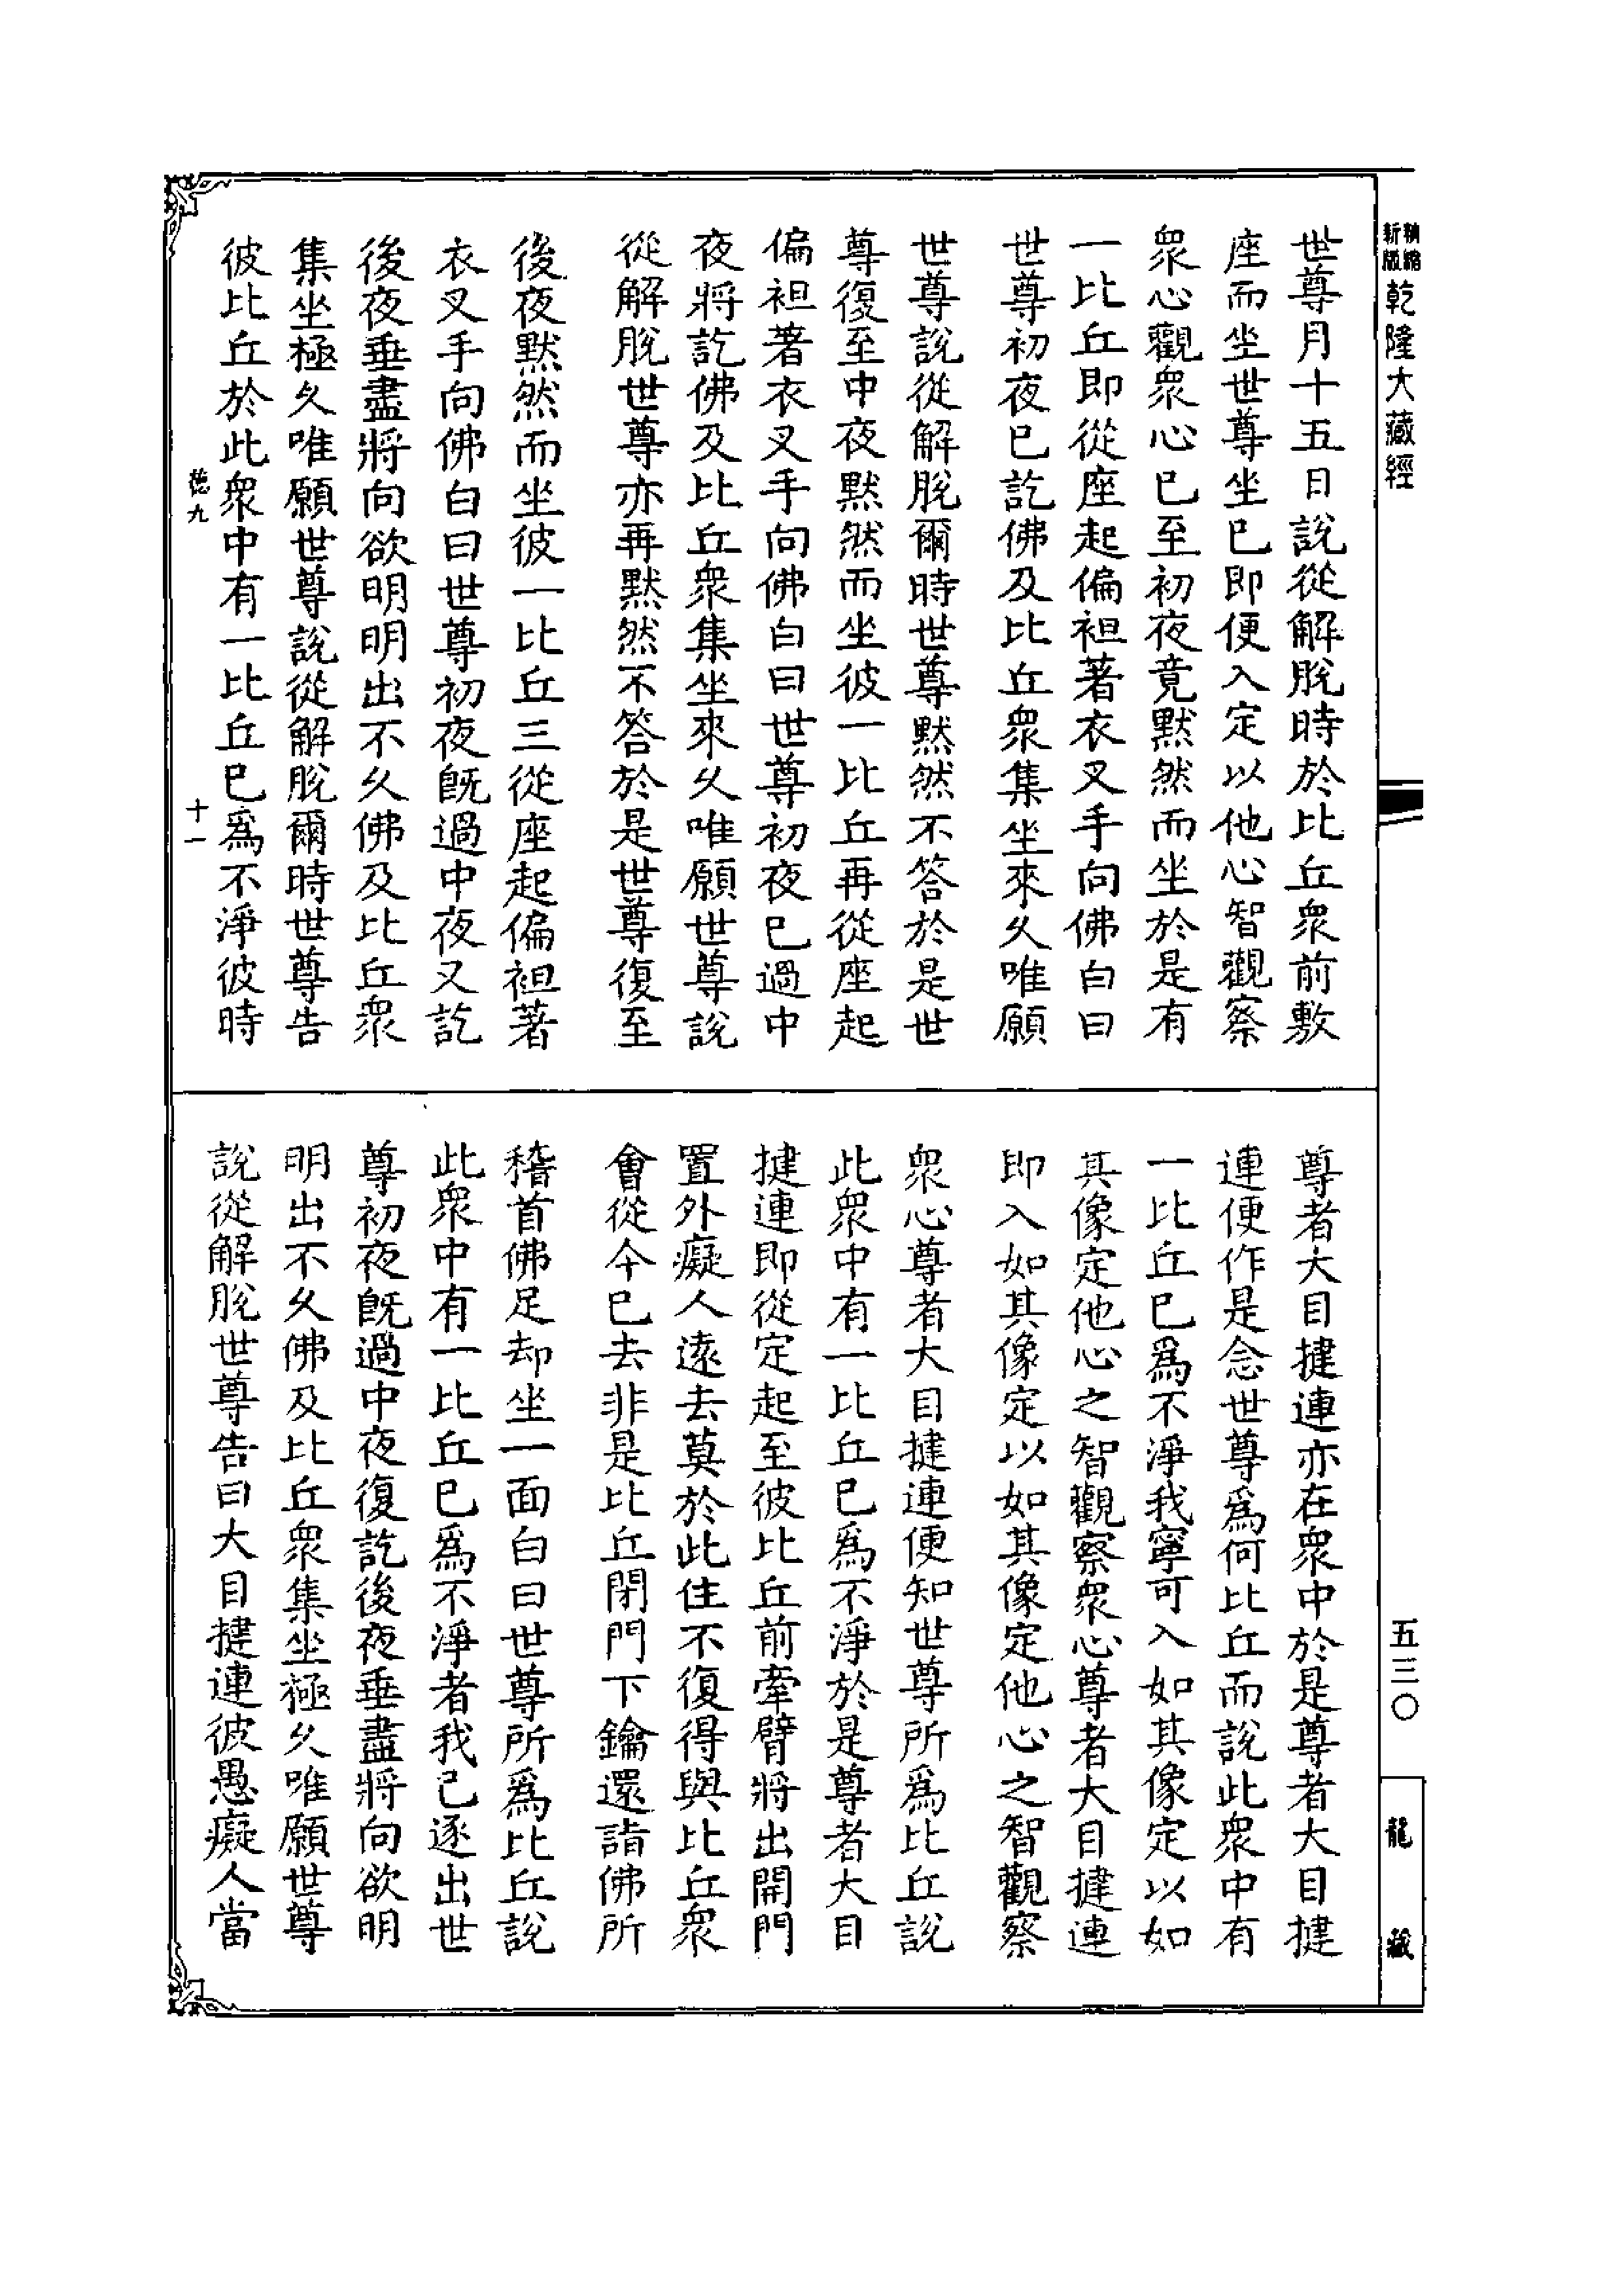 精縮新版乾隆大藏經
世尊月十五日說從解脫時於比丘衆前敷
座而坐世尊坐已即便入定以他心智觀察
衆心觀衆心已至初夜竟默然而坐於是有
一比丘即從座起偏袒著衣叉手向佛白曰
世尊初夜已訖佛及比丘衆集坐來久唯願
世尊說從解脫爾時世尊默然不答於是世
尊復至中夜默然而坐彼一比丘再從座起
偏袒著衣叉手向佛白曰世尊初夜已過中
夜將訖佛及比丘衆集坐來久唯願世尊說
從解脫世尊亦再默然不答於是世尊復至
後夜默然而坐彼一比丘三從座起偏袒著
衣叉手向佛白曰世尊初夜旣過中夜又訖
後夜垂盡將向欲明明出不久佛及比丘衆
集坐極久唯願世尊說從解脫爾時世尊告
彼比丘於此衆中有一比丘已爲不淨彼時
德九
十一
尊者大目揵連亦在衆中於是尊者大目揵
連便作是念世尊爲何比丘而說此衆中有
一比丘已爲不淨我寧可入如其像定以如
其像定他心之智觀察衆心尊者大目揵連
即入如其像定以如其像定他心之智觀察
衆心尊者大目揵連便知世尊所爲比丘說
此衆中有一比丘已爲不淨於是尊者大目
揵連即從定起至彼比丘前牽臂將出開門
置外癡人遠去莫於此住不復得與比丘衆
會從今已去非是比丘閉門下鑰還詣佛所
稽首佛足却坐一面白曰世尊所爲比丘說
此衆中有一比丘已爲不淨者我已逐出世
尊初夜旣過中夜復訖後夜垂盡將向欲明
明出不久佛及比丘衆集坐極久唯願世尊
說從解脫世尊告曰大目揵連彼愚癡人當
五三〇
龍藏